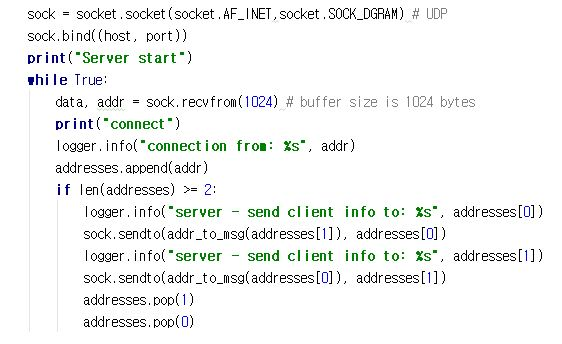 sock = socket.socket(socket.AF_INET,socket.SOCK_DGRAM) # UDP
sock.bind((host, port))
print("Server start")
while True:
    data, addr = sock.recvfrom(1024) # buffer size is 1024 bytes
    print("connect")
    logger.info("connection from: %s", addr)
    addresses.append(addr)
    if len(addresses) >= 2:
        logger.info("server - send client info to: %s", addresses[0])
        sock.sendto(addr_to_msg(addresses[1]), addresses[0])
        logger.info("server - send client info to: %s", addresses[1])
        sock.sendto(addr_to_msg(addresses[0]), addresses[1])
        addresses.pop(1)
        addresses.pop(0)